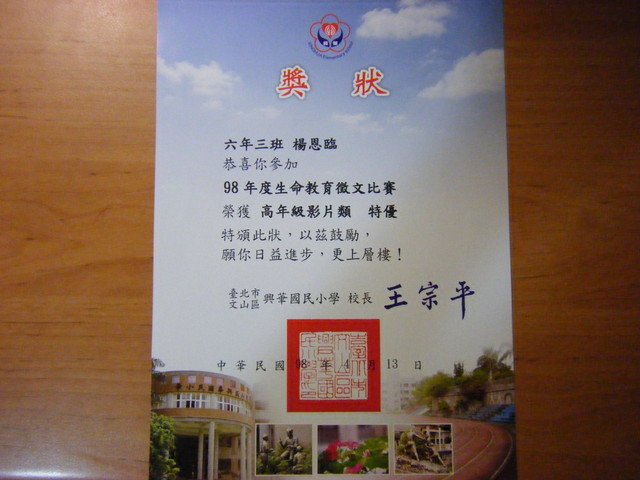 獎狀
六年三班 楊恩臨
恭喜你參加
98 年度生命教育徵文比賽
榮獲 高年級影片類 特優
特頒此狀，以茲鼓勵，
願你日益進步，更上層樓！
臺北市
文山區 興華國民小學 校長 王宗平
中華民國 98 年 4 月 13 日